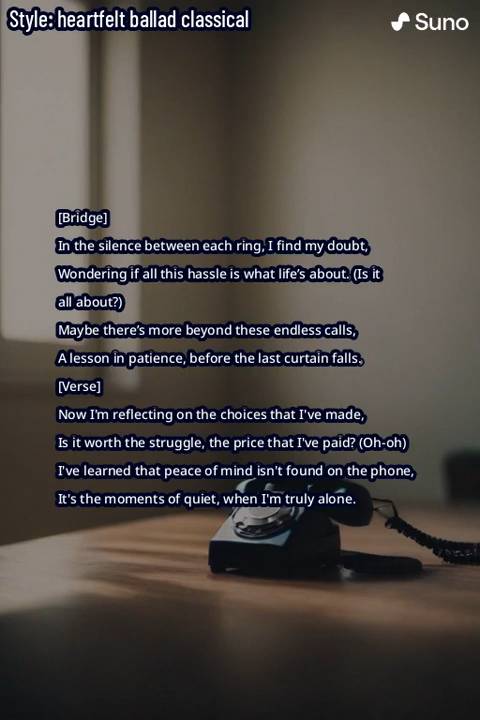 Style: heartfelt ballad classical
Suno
[Bridge]
In the silence between each ring, I find my doubt,
Wondering if all this hassle is what life's about. (Is it
all about?)
Maybe there's more beyond these endless calls,
A lesson in patience, before the last curtain falls.
[Verse]
Now I'm reflecting on the choices that I've made,
Is it worth the struggle, the price that I've paid? (Oh-oh)
I've learned that peace of mind isn't found on the phone,
It's the moments of quiet, when I'm truly alone.